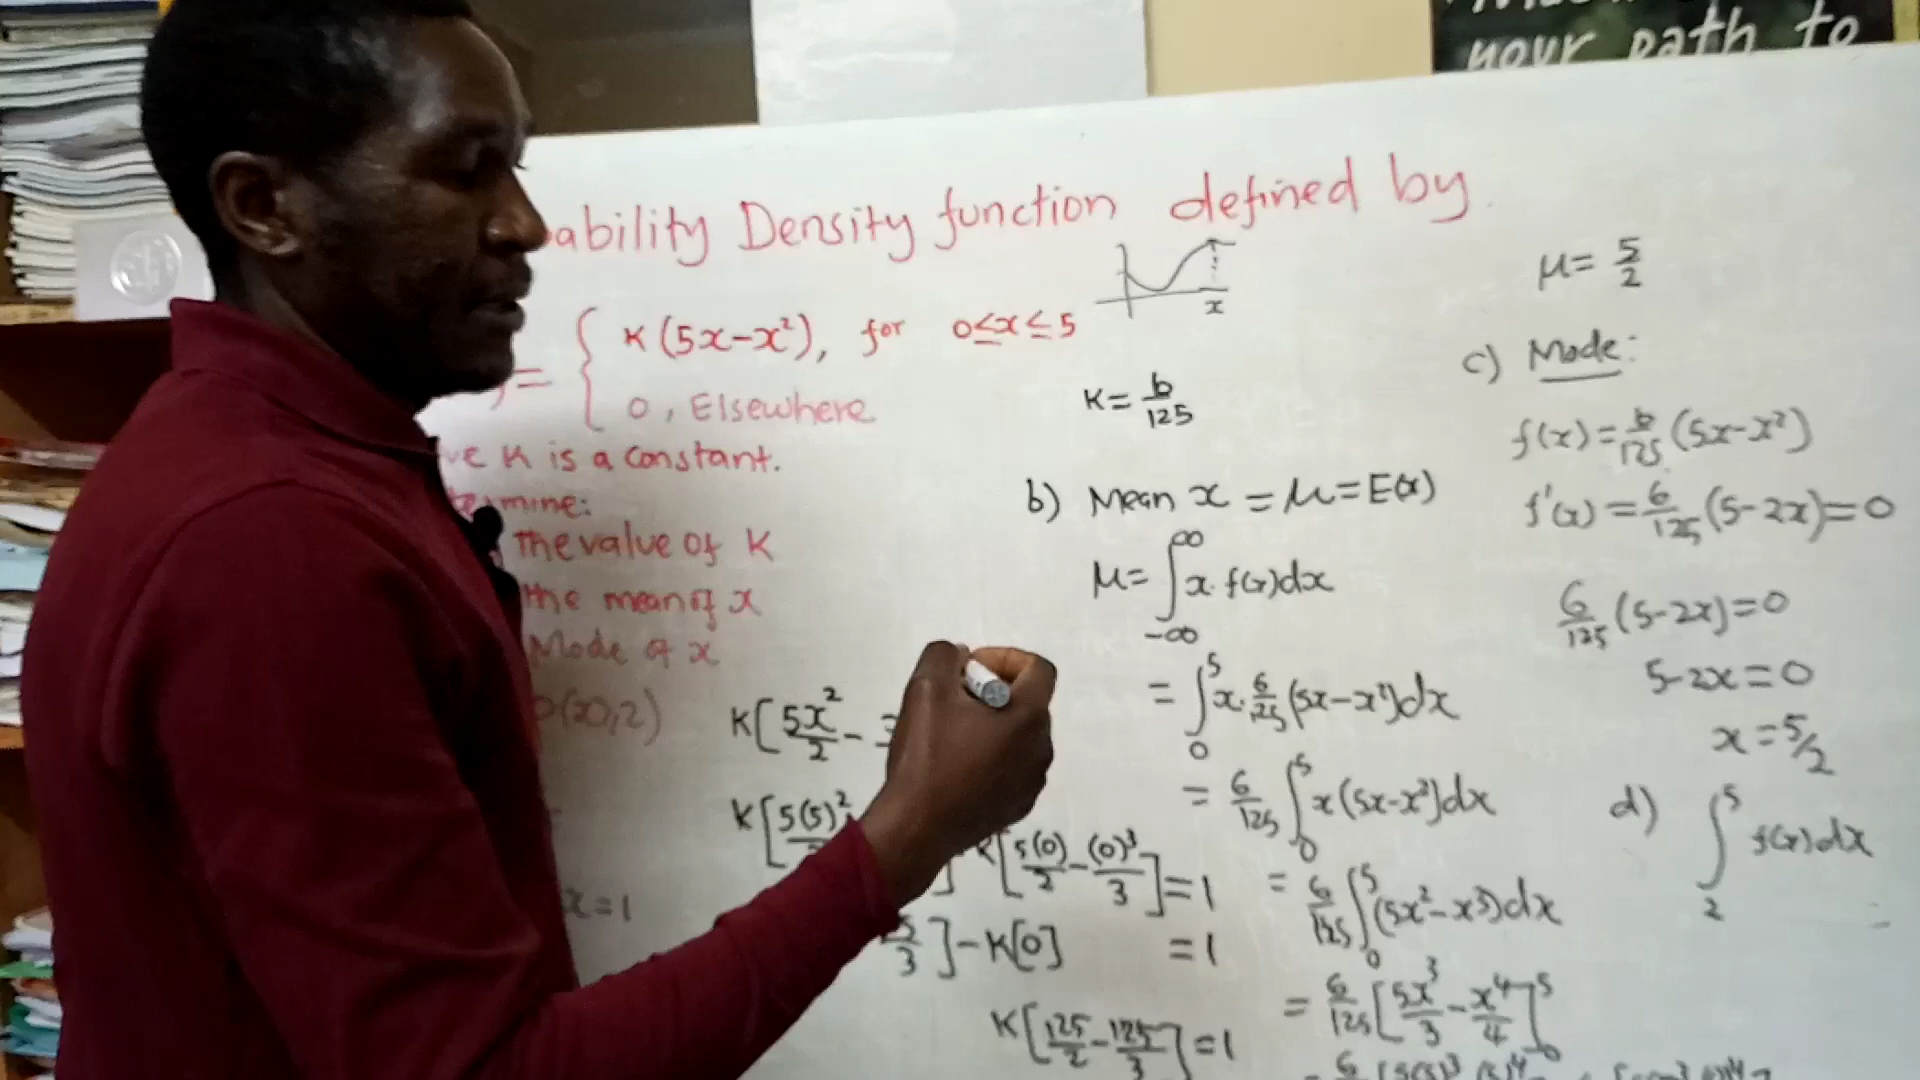 your path to
ability Density function defined by
= { K(5x-x²), for 0≤x≤5
0, Elsewhere
K is a constant.
mine:
the value of K
the mean of x
Mode of x
P(x>,2)
x=1
x
K= 6/125
K[5x²/2 -
K[5(5)²
[5(0)/2 - (0)³/3]=1
/3]-K[0] =1
K[125/2 - 125/3]=1
b) Mean x = μ = E(x)
μ= ∫_{-∞}^{∞} x. f(x)dx
= ∫_0^5 x. 6/125 (5x-x²)dx
= 6/125 ∫_0^5 x(5x-x²)dx
= 6/125 ∫_0^5 (5x²-x³)dx
= 6/125 [5x³/3 - x⁴/4]_0^5
μ= 5/2
c) Mode:
f(x)= 6/125 (5x-x²)
f'(x)= 6/125 (5-2x)=0
6/125 (5-2x)=0
5-2x=0
x=5/2
d) ∫_2^5 f(x)dx